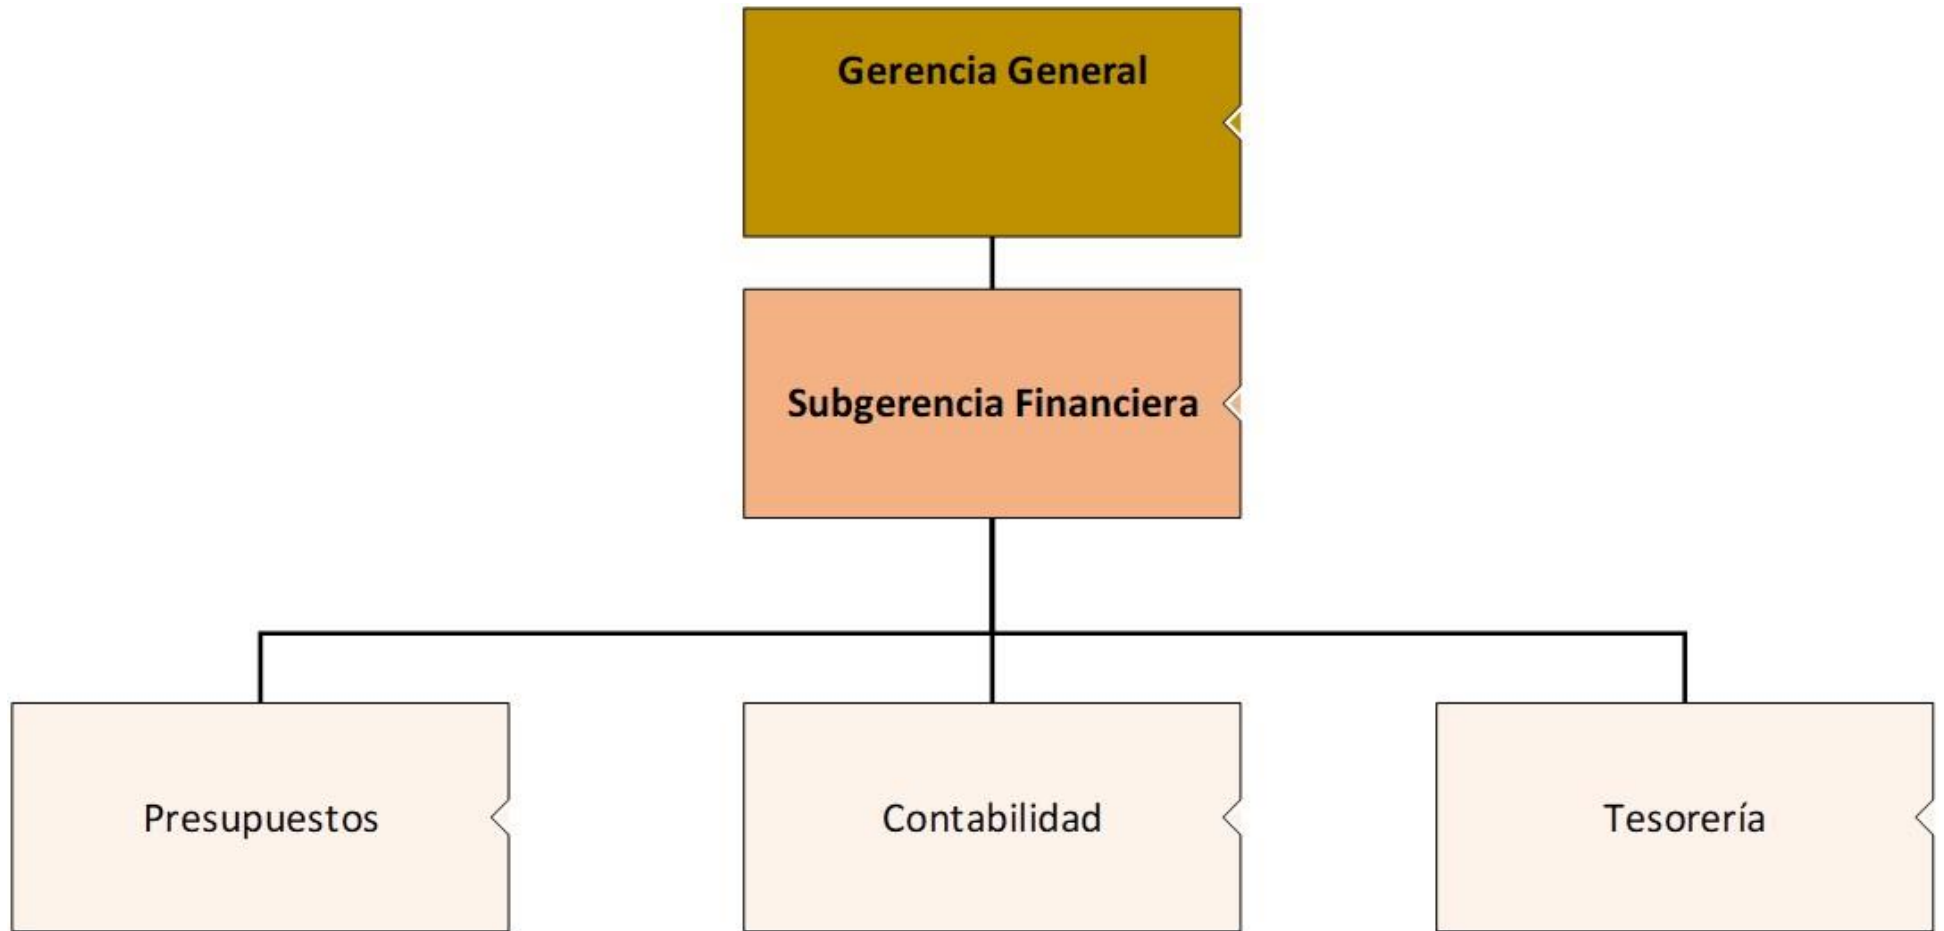 Gerencia General
Subgerencia Financiera
Presupuestos
Contabilidad
Tesorería